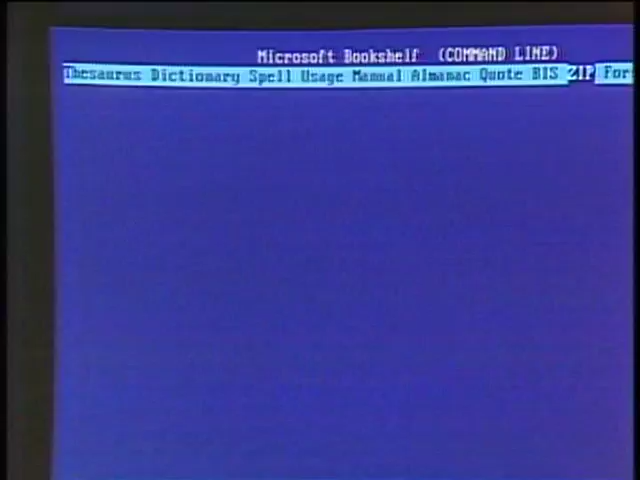 Microsoft Bookshelf (COMMAND LINE)
Thesaurus Dictionary Spell Usage Manual Almanac Quote BIS ZIP For